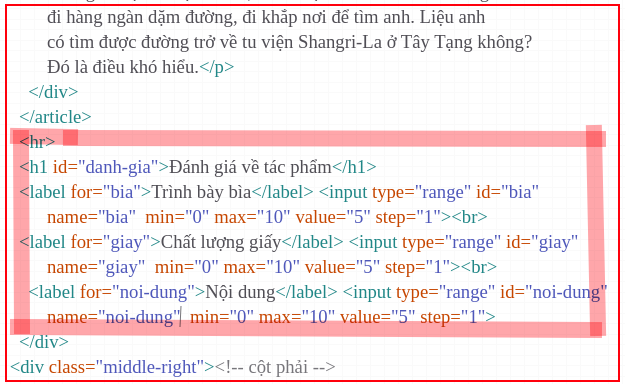 đi hàng ngàn dặm đường, đi khắp nơi để tìm anh. Liệu anh
có tìm được đường trở về tu viện Shangri-La ở Tây Tạng không?
Đó là điều khó hiểu.</p>
</div>
</article>
<hr>
<h1 id="danh-gia">Đánh giá về tác phẩm</h1>
<label for="bia">Trình bày bìa</label> <input type="range" id="bia"
name="bia"  min="0" max="10" value="5" step="1"><br>
<label for="giay">Chất lượng giấy</label> <input type="range" id="giay"
name="giay"  min="0" max="10" value="5" step="1"><br>
<label for="noi-dung">Nội dung</label> <input type="range" id="noi-dung"
name="noi-dung"  min="0" max="10" value="5" step="1">
</div>
<div class="middle-right"><!-- cột phải -->